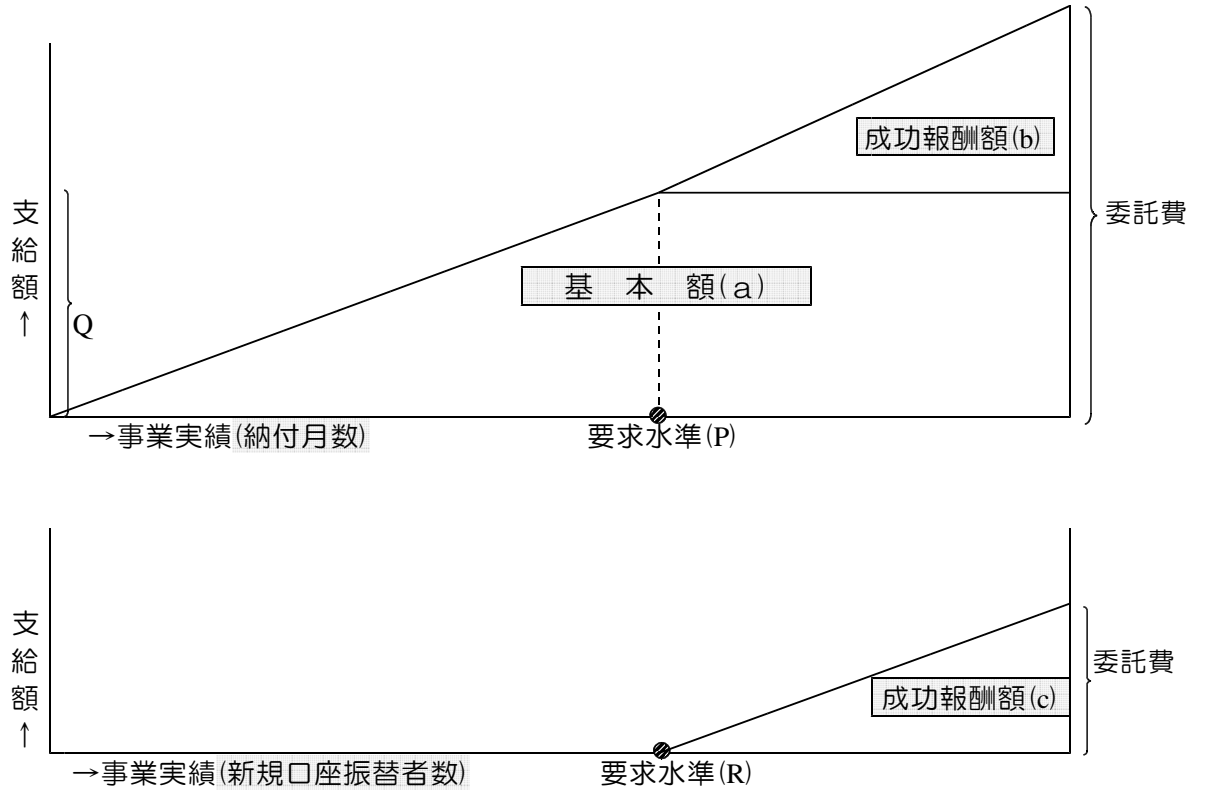 成功報酬額(b)
支給額↑
委託費
基 本 額(a)
Q
→事業実績(納付月数)
要求水準(P)
支給額↑
委託費
成功報酬額(c)
→事業実績(新規口座振替者数)
要求水準(R)